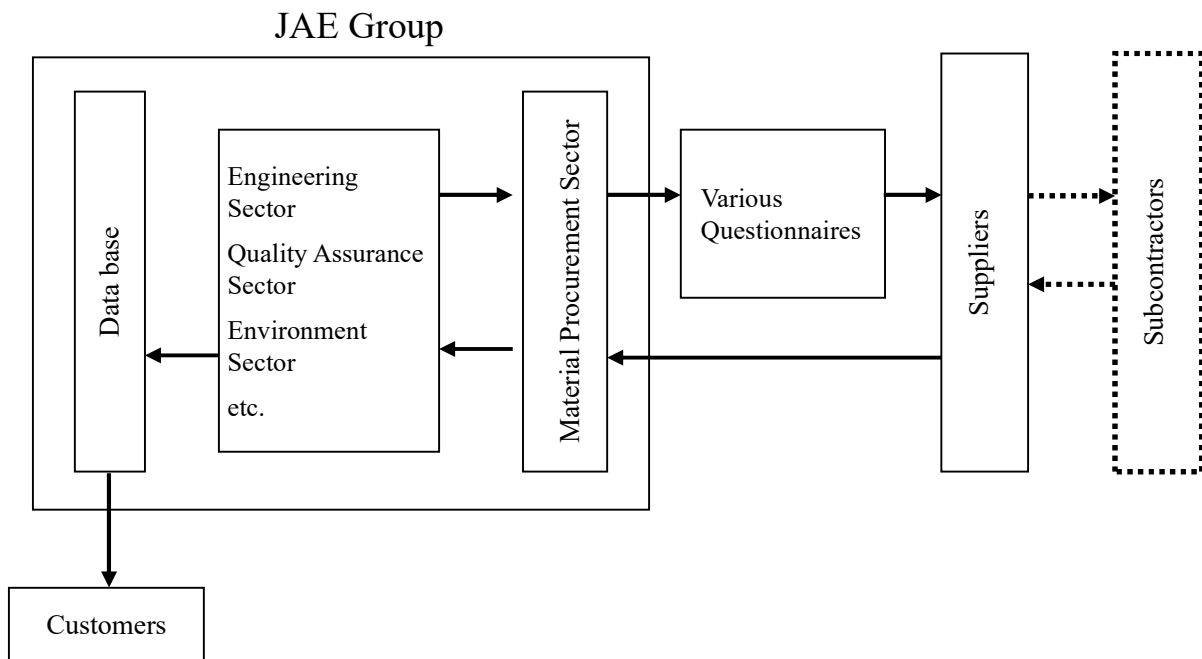 JAE Group
Data base
Engineering
Sector
Quality Assurance
Sector
Environment
Sector
etc.
Material Procurement Sector
Various
Questionnaires
Suppliers
Subcontractors
Customers